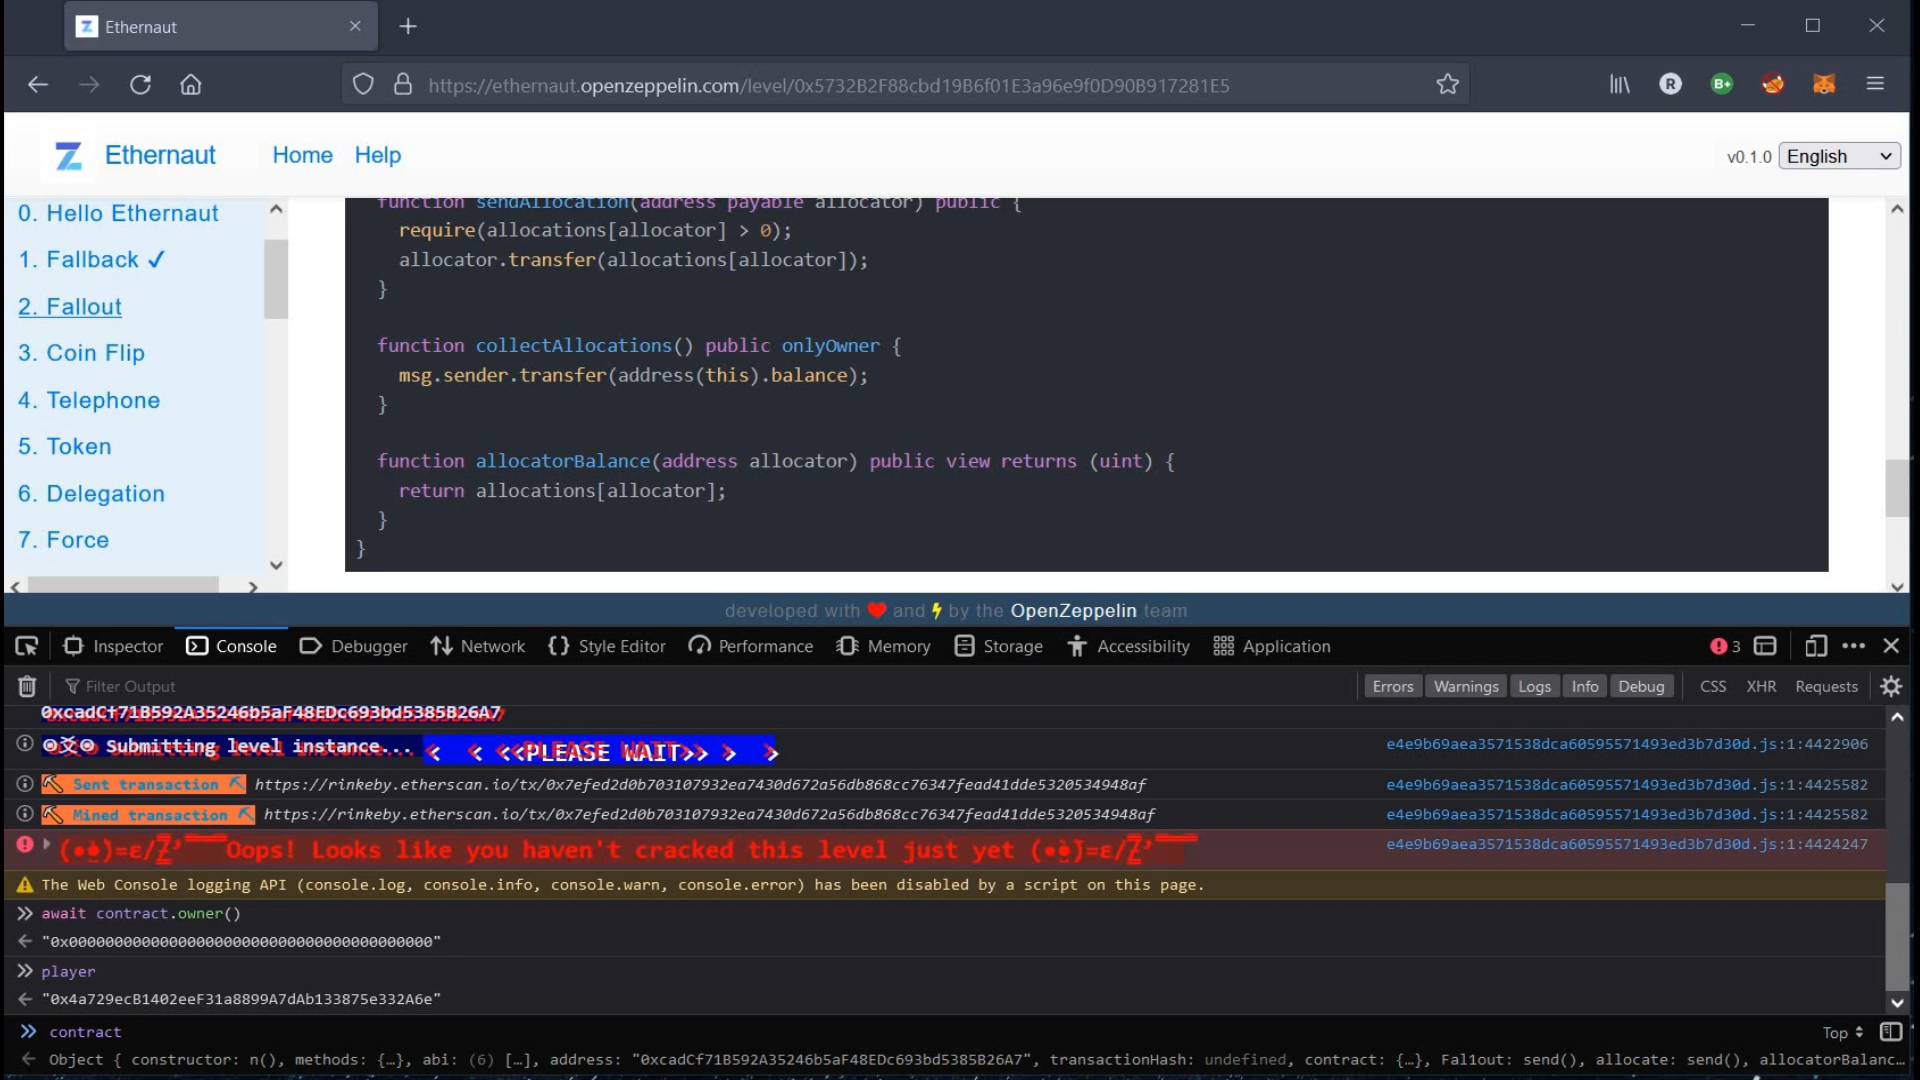 Ethernaut
https://ethernaut.openzeppelin.com/level/0x5732B2F88cbd19B6f01E3a96e9f0D90B917281E5
R
B+
Ethernaut Home Help
v0.1.0 English
0. Hello Ethernaut
1. Fallback ✓
2. Fallout
3. Coin Flip
4. Telephone
5. Token
6. Delegation
7. Force
function sendAllocation(address payable allocator) public {
require(allocations[allocator] > 0);
allocator.transfer(allocations[allocator]);
}
function collectAllocations() public onlyOwner {
msg.sender.transfer(address(this).balance);
}
function allocatorBalance(address allocator) public view returns (uint) {
return allocations[allocator];
}
}
developed with ❤ and ⚡ by the OpenZeppelin team
Inspector Console Debugger Network Style Editor Performance Memory Storage Accessibility Application 3
Filter Output Errors Warnings Logs Info Debug CSS XHR Requests
0xcadCf71B592A35246b5aF48EDc693bd5385B26A7
Submitting level instance... < < <<PLEASE WAIT>> > > e4e9b69aea3571538dca60595571493ed3b7d30d.js:1:4422906
Sent transaction https://rinkeby.etherscan.io/tx/0x7efed2d0b703107932ea7430d672a56db868cc76347fead41dde5320534948af e4e9b69aea3571538dca60595571493ed3b7d30d.js:1:4425582
Mined transaction https://rinkeby.etherscan.io/tx/0x7efed2d0b703107932ea7430d672a56db868cc76347fead41dde5320534948af e4e9b69aea3571538dca60595571493ed3b7d30d.js:1:4425582
Oops! Looks like you haven't cracked this level just yet e4e9b69aea3571538dca60595571493ed3b7d30d.js:1:4424247
The Web Console logging API (console.log, console.info, console.warn, console.error) has been disabled by a script on this page.
>> await contract.owner()
← "0x0000000000000000000000000000000000000000"
>> player
← "0x4a729ecB1402eeF31a8899A7dAb133875e332A6e"
>> contract Top
← Object { constructor: n(), methods: {…}, abi: (6) […], address: "0xcadCf71B592A35246b5aF48EDc693bd5385B26A7", transactionHash: undefined, contract: {…}, Fal1out: send(), allocate: send(), allocatorBalanc…